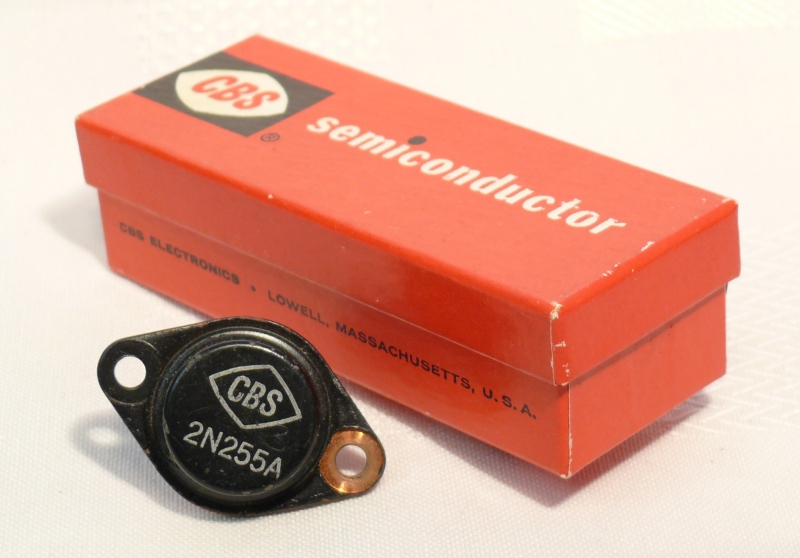 CBS
®
semiconductor
CBS ELECTRONICS • LOWELL, MASSACHUSETTS, U.S.A.
CBS
2N255A